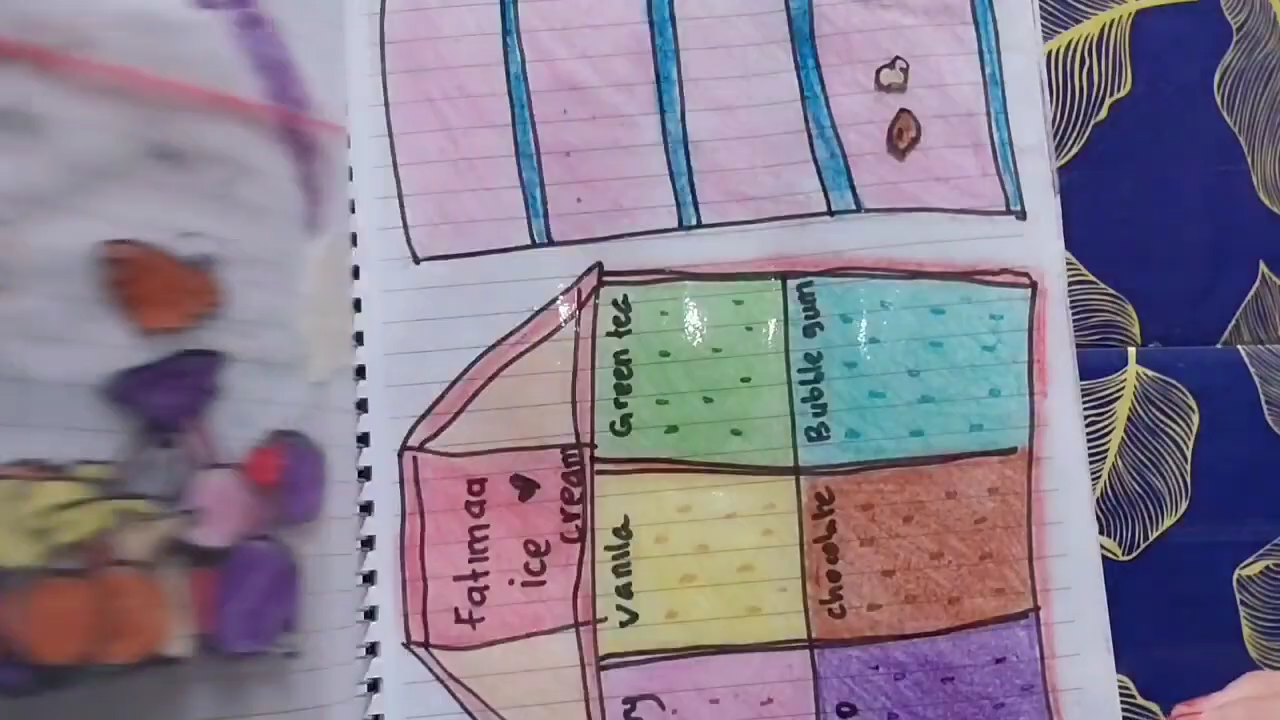 Fatimaa
ice
cream
Green tea
Bubble gum
Vanila
chocolate